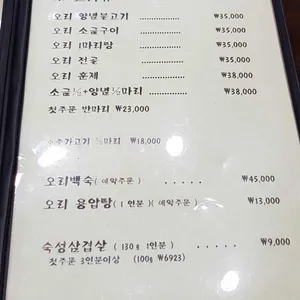 오리 양념불고기 ₩35,000
오리 소금구이 ............... ₩35,000
오리 1마리탕 ............... ₩35,000
오리 전골 ............... ₩35,000
오리 훈제 ............... ₩38,000
소금½+양념½마리 ............... ₩38,000
첫주문 반마리 ₩23,000
추가고기 ½마리 ₩18,000
오리백숙(예약주문) ..... ₩45,000
오리 용압탕(1인분)(예약주문) ₩13,000
숙성삼겹살 (130g 1인분) ..... ₩9,000
첫주문 3인분이상 (100g ₩6923)